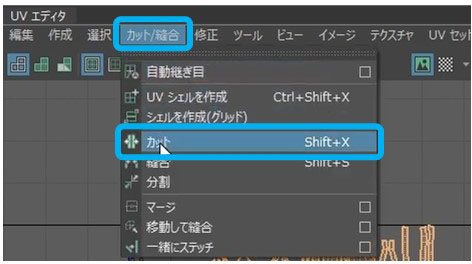 UV エディタ
編集 作成 選択 カット/縫合 修正 ツール ビュー イメージ テクスチャ UV セッ
自動継ぎ目
UV シェルを作成 Ctrl+Shift+X
シェルを作成(グリッド)
カット Shift+X
縫合 Shift+S
分割
マージ
移動して縫合
一緒にステッチ